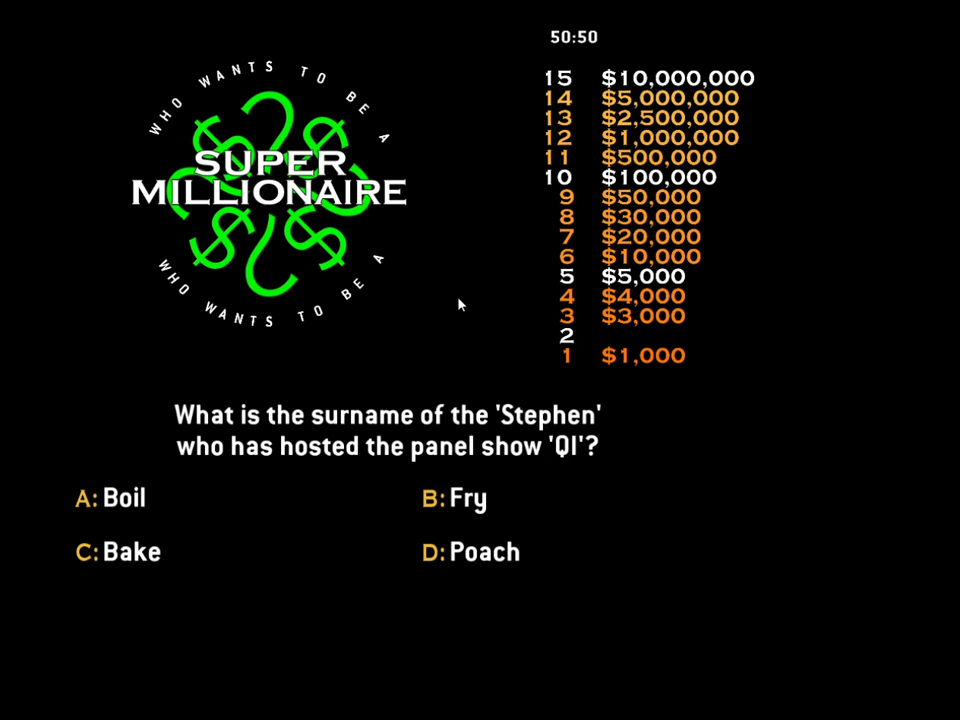 WHO WANTS TO BE A
SUPER
MILLIONAIRE
WHO WANTS TO BE A
50:50
15 $10,000,000
14 $5,000,000
13 $2,500,000
12 $1,000,000
11 $500,000
10 $100,000
9 $50,000
8 $30,000
7 $20,000
6 $10,000
5 $5,000
4 $4,000
3 $3,000
2
1 $1,000
What is the surname of the 'Stephen'
who has hosted the panel show 'QI'?
A: Boil
B: Fry
C: Bake
D: Poach